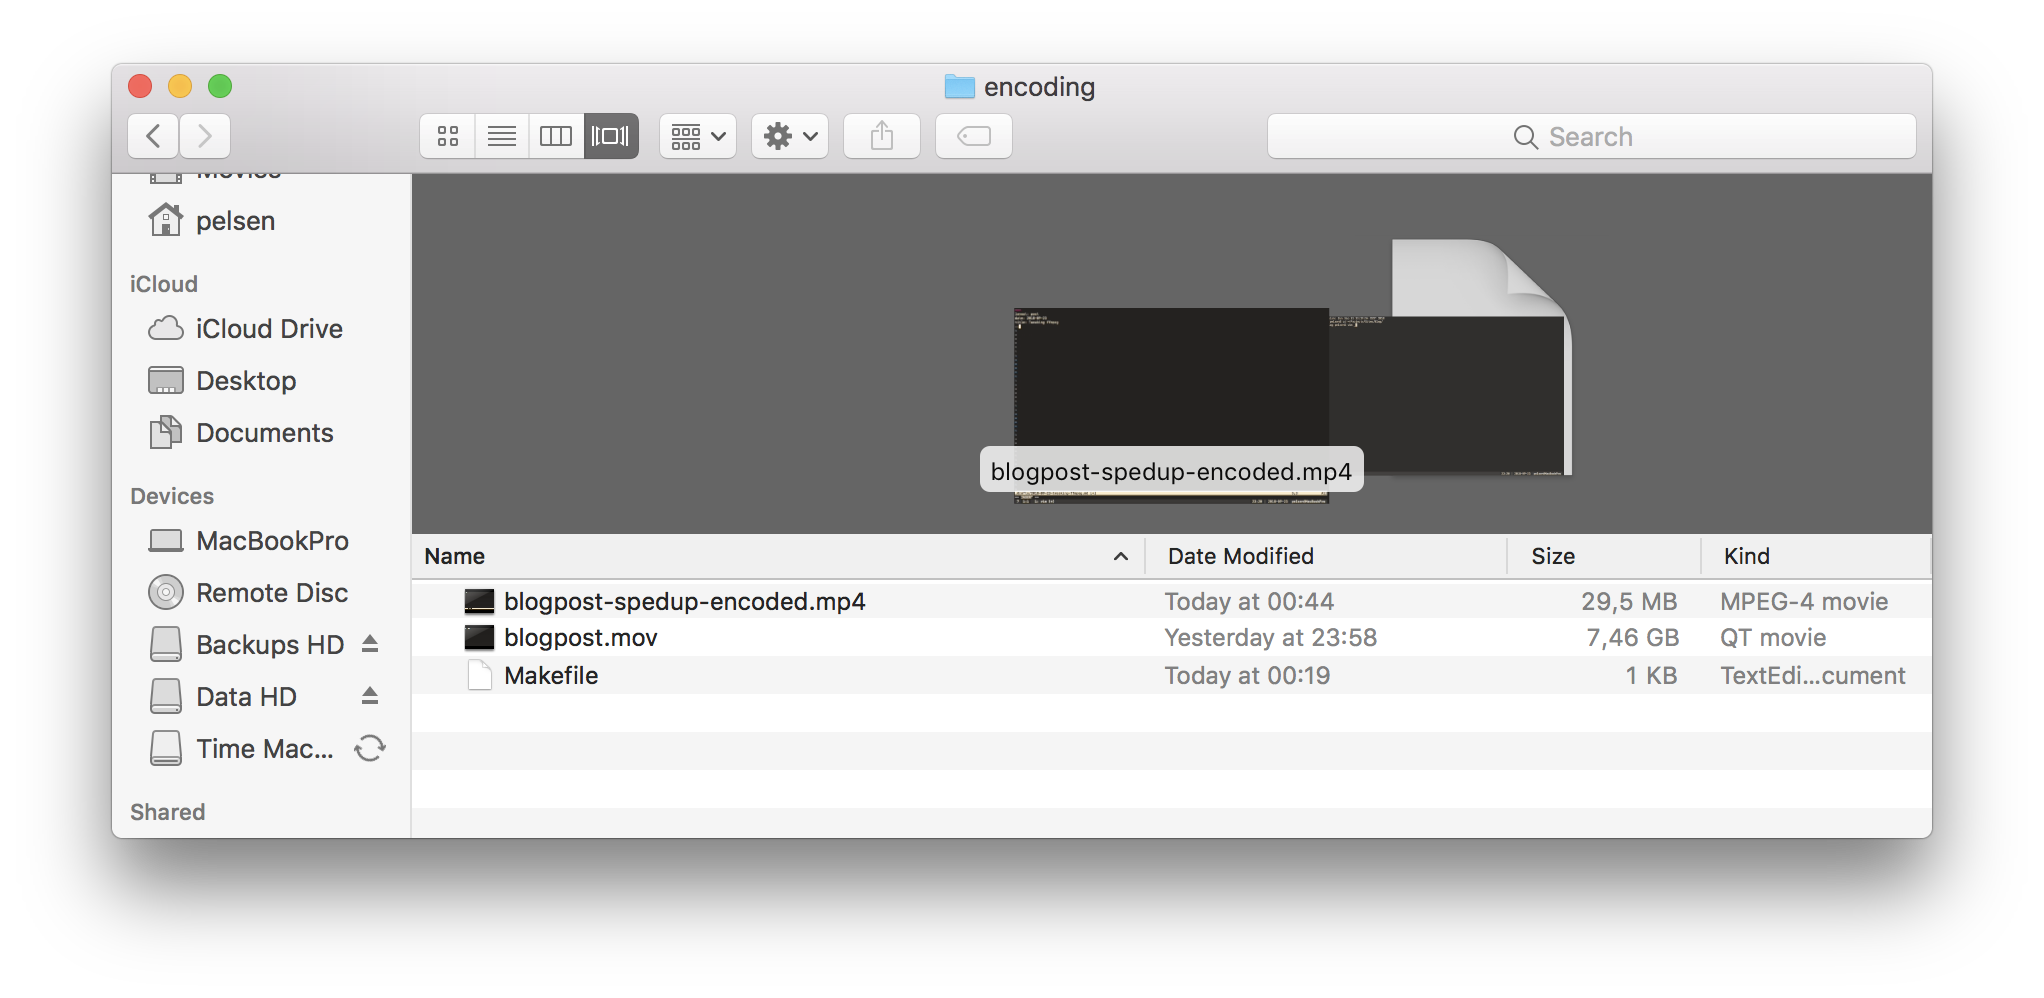 encoding
Search
Movies
pelsen
iCloud
iCloud Drive
Desktop
Documents
Devices
MacBookPro
Remote Disc
Backups HD
Data HD
Time Mac...
Shared
blogpost-spedup-encoded.mp4
Name Date Modified Size Kind
blogpost-spedup-encoded.mp4 Today at 00:44 29,5 MB MPEG-4 movie
blogpost.mov Yesterday at 23:58 7,46 GB QT movie
Makefile Today at 00:19 1 KB TextEdi...cument